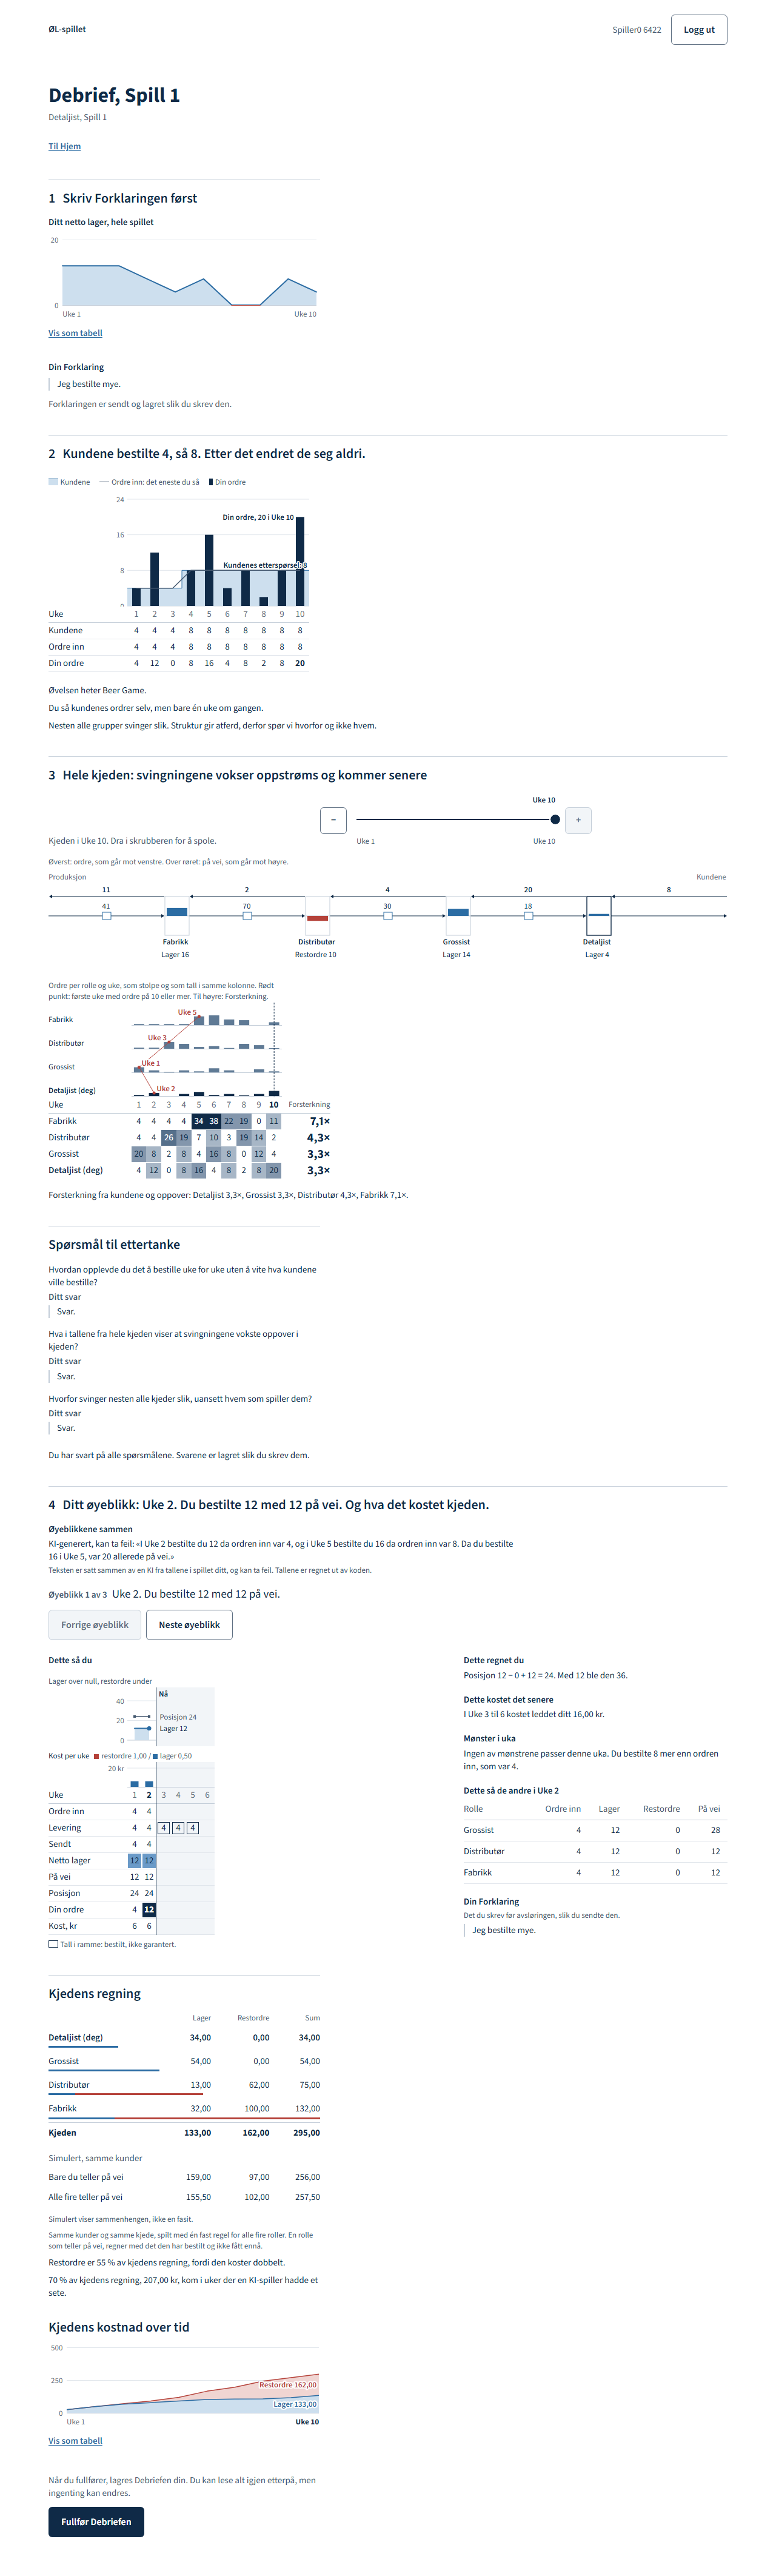 ØL-spillet
Spiller0 6422
Logg ut
Debrief, Spill 1
Detaljist, Spill 1
Til Hjem
1 Skriv Forklaringen først
Ditt netto lager, hele spillet
20
0
Uke 1 Uke 10
Vis som tabell
Din Forklaring
Jeg bestilte mye.
Forklaringen er sendt og lagret slik du skrev den.
2 Kundene bestilte 4, så 8. Etter det endret de seg aldri.
Kundene Ordre inn: det eneste du så Din ordre
24
Din ordre, 20 i Uke 10
16
Kundenes etterspørsel: 8
8
0
Uke 1 2 3 4 5 6 7 8 9 10
Kundene 4 4 4 8 8 8 8 8 8 8
Ordre inn 4 4 4 8 8 8 8 8 8 8
Din ordre 4 12 0 8 16 4 8 2 8 20
Øvelsen heter Beer Game.
Du så kundenes ordrer selv, men bare én uke om gangen.
Nesten alle grupper svinger slik. Struktur gir atferd, derfor spør vi hvorfor og ikke hvem.
3 Hele kjeden: svingningene vokser oppstrøms og kommer senere
Uke 10
− +
Kjeden i Uke 10. Dra i skrubberen for å spole.
Uke 1 Uke 10
Øverst: ordre, som går mot venstre. Over røret: på vei, som går mot høyre.
Produksjon Kundene
11 2 4 20 8
41 70 30 18
Fabrikk Distributør Grossist Detaljist
Lager 16 Restordre 10 Lager 14 Lager 4
Ordre per rolle og uke, som stolpe og som tall i samme kolonne. Rødt
punkt: første uke med ordre på 10 eller mer. Til høyre: Forsterkning.
Fabrikk Uke 5
Distributør Uke 3
Grossist Uke 1
Detaljist (deg) Uke 2
Uke 1 2 3 4 5 6 7 8 9 10 Forsterkning
Fabrikk 4 4 4 4 34 38 22 19 0 11 7,1×
Distributør 4 4 26 19 7 10 3 19 14 2 4,3×
Grossist 20 8 2 8 4 16 8 0 12 4 3,3×
Detaljist (deg) 4 12 0 8 16 4 8 2 8 20 3,3×
Forsterkning fra kundene og oppover: Detaljist 3,3×, Grossist 3,3×, Distributør 4,3×, Fabrikk 7,1×.
Spørsmål til ettertanke
Hvordan opplevde du det å bestille uke for uke uten å vite hva kundene
ville bestille?
Ditt svar
Svar.
Hva i tallene fra hele kjeden viser at svingningene vokste oppover i
kjeden?
Ditt svar
Svar.
Hvorfor svinger nesten alle kjeder slik, uansett hvem som spiller dem?
Ditt svar
Svar.
Du har svart på alle spørsmålene. Svarene er lagret slik du skrev dem.
4 Ditt øyeblikk: Uke 2. Du bestilte 12 med 12 på vei. Og hva det kostet kjeden.
Øyeblikkene sammen
KI-generert, kan ta feil: «I Uke 2 bestilte du 12 da ordren inn var 4, og i Uke 5 bestilte du 16 da ordren inn var 8. Da du bestilte
16 i Uke 5, var 20 allerede på vei.»
Teksten er satt sammen av en KI fra tallene i spillet ditt, og kan ta feil. Tallene er regnet ut av koden.
Øyeblikk 1 av 3 Uke 2. Du bestilte 12 med 12 på vei.
Forrige øyeblikk
Neste øyeblikk
Dette så du
Lager over null, restordre under
Nå
40
Posisjon 24
20
Lager 12
0
Kost per uke restordre 1,00 / lager 0,50
20 kr
Uke 1 2 3 4 5 6
Ordre inn 4 4
Levering 4 4 4 4 4
Sendt 4 4
Netto lager 12 12
På vei 12 12
Posisjon 24 24
Din ordre 4 12
Kost, kr 6 6
Tall i ramme: bestilt, ikke garantert.
Dette regnet du
Posisjon 12 − 0 + 12 = 24. Med 12 ble den 36.
Dette kostet det senere
I Uke 3 til 6 kostet leddet ditt 16,00 kr.
Mønster i uka
Ingen av mønstrene passer denne uka. Du bestilte 8 mer enn ordren
inn, som var 4.
Dette så de andre i Uke 2
Rolle Ordre inn Lager Restordre På vei
Grossist 4 12 0 28
Distributør 4 12 0 12
Fabrikk 4 12 0 12
Din Forklaring
Det du skrev før avsløringen, slik du sendte den.
Jeg bestilte mye.
Kjedens regning
Lager Restordre Sum
Detaljist (deg) 34,00 0,00 34,00
Grossist 54,00 0,00 54,00
Distributør 13,00 62,00 75,00
Fabrikk 32,00 100,00 132,00
Kjeden 133,00 162,00 295,00
Simulert, samme kunder
Bare du teller på vei 159,00 97,00 256,00
Alle fire teller på vei 155,50 102,00 257,50
Simulert viser sammenhengen, ikke en fasit.
Samme kunder og samme kjede, spilt med én fast regel for alle fire roller. En rolle
som teller på vei, regner med det den har bestilt og ikke fått ennå.
Restordre er 55 % av kjedens regning, fordi den koster dobbelt.
70 % av kjedens regning, 207,00 kr, kom i uker der en KI-spiller hadde et
sete.
Kjedens kostnad over tid
500
250
Restordre 162,00
Lager 133,00
0
Uke 1 Uke 10
Vis som tabell
Når du fullfører, lagres Debriefen din. Du kan lese alt igjen etterpå, men
ingenting kan endres.
Fullfør Debriefen